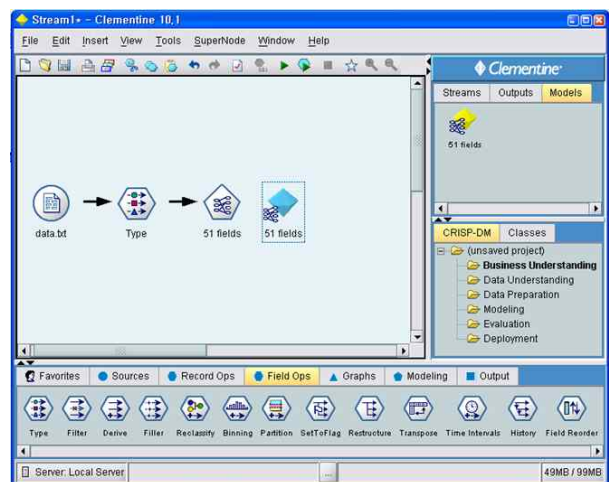 Stream1* - Clementine 10,1
File Edit Insert View Tools SuperNode Window Help
Clementine
Streams Outputs Models
51 fields
data.txt Type 51 fields 51 fields
CRISP-DM Classes
(unsaved project)
Business Understanding
Data Understanding
Data Preparation
Modeling
Evaluation
Deployment
Favorites Sources Record Ops Field Ops Graphs Modeling Output
Type Filter Derive Filler Reclassify Binning Partition SetToFlag Restructure Transpose Time Intervals History Field Reorder
Server: Local Server ... 49MB / 99MB